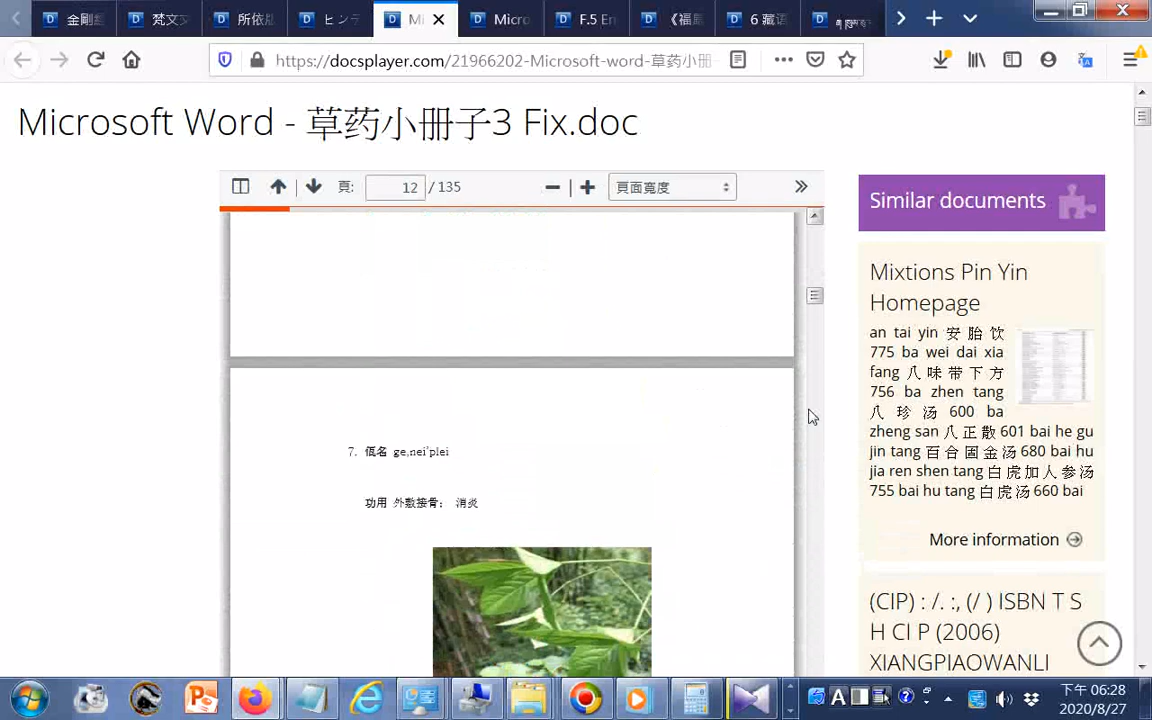 金剛
梵文文
所依
ヒンテ
Mi
Micro
F.5 En
《福
6 藏語
https://docsplayer.com/21966202-Microsoft-word-草药小册
Microsoft Word - 草药小册子3 Fix.doc
頁: 12 / 135
頁面寬度
7. 佤名 ge,nei'plei
功用 外敷接骨: 消炎
Similar documents
Mixtions Pin Yin
Homepage
an tai yin 安胎饮
775 ba wei dai xia
fang 八味带下方
756 ba zhen tang
八珍汤 600 ba
zheng san 八正散 601 bai he gu
jin tang 百合固金汤 680 bai hu
jia ren shen tang 白虎加人参汤
755 bai hu tang 白虎汤 660 bai
More information
(CIP) : /. :, (/ ) ISBN T S
H CI P (2006)
XIANGPIAOWANLI
下午 06:28
2020/8/27